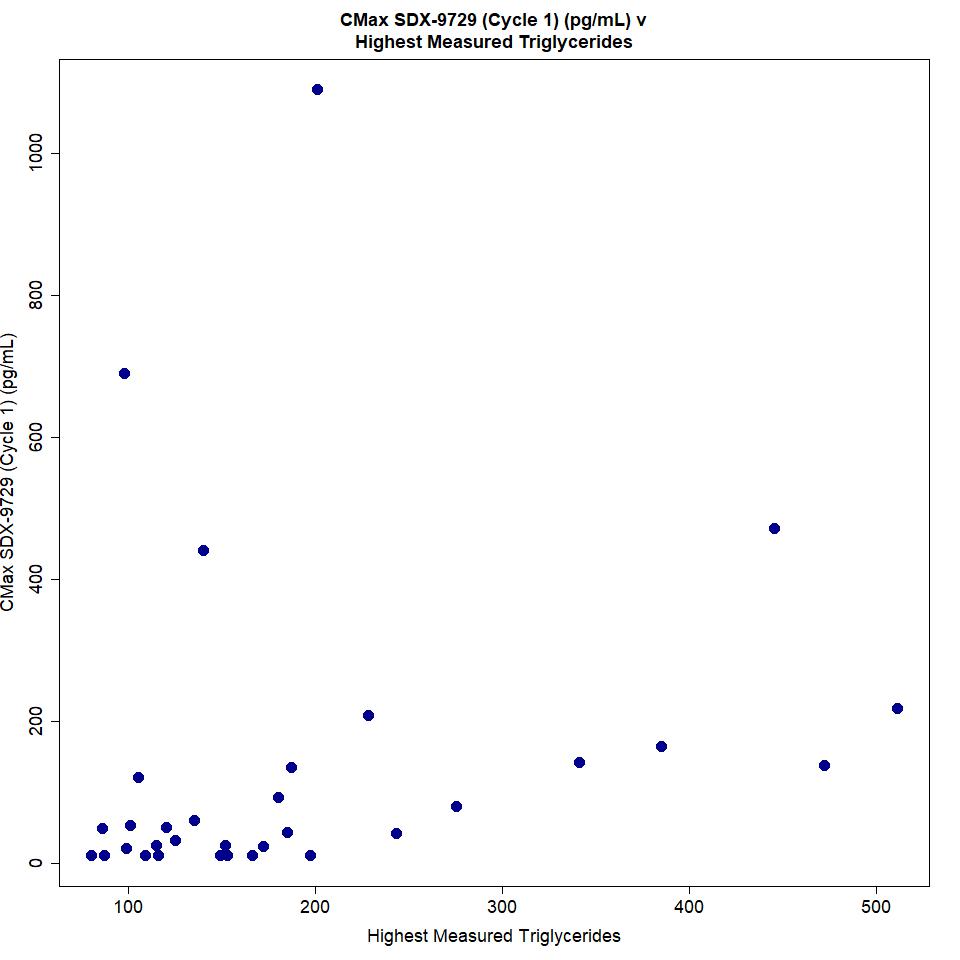 CMax SDX-9729 (Cycle 1) (pg/mL) v
Highest Measured Triglycerides
CMax SDX-9729 (Cycle 1) (pg/mL)
1000
800
600
400
200
0
100 200 300 400 500
Highest Measured Triglycerides